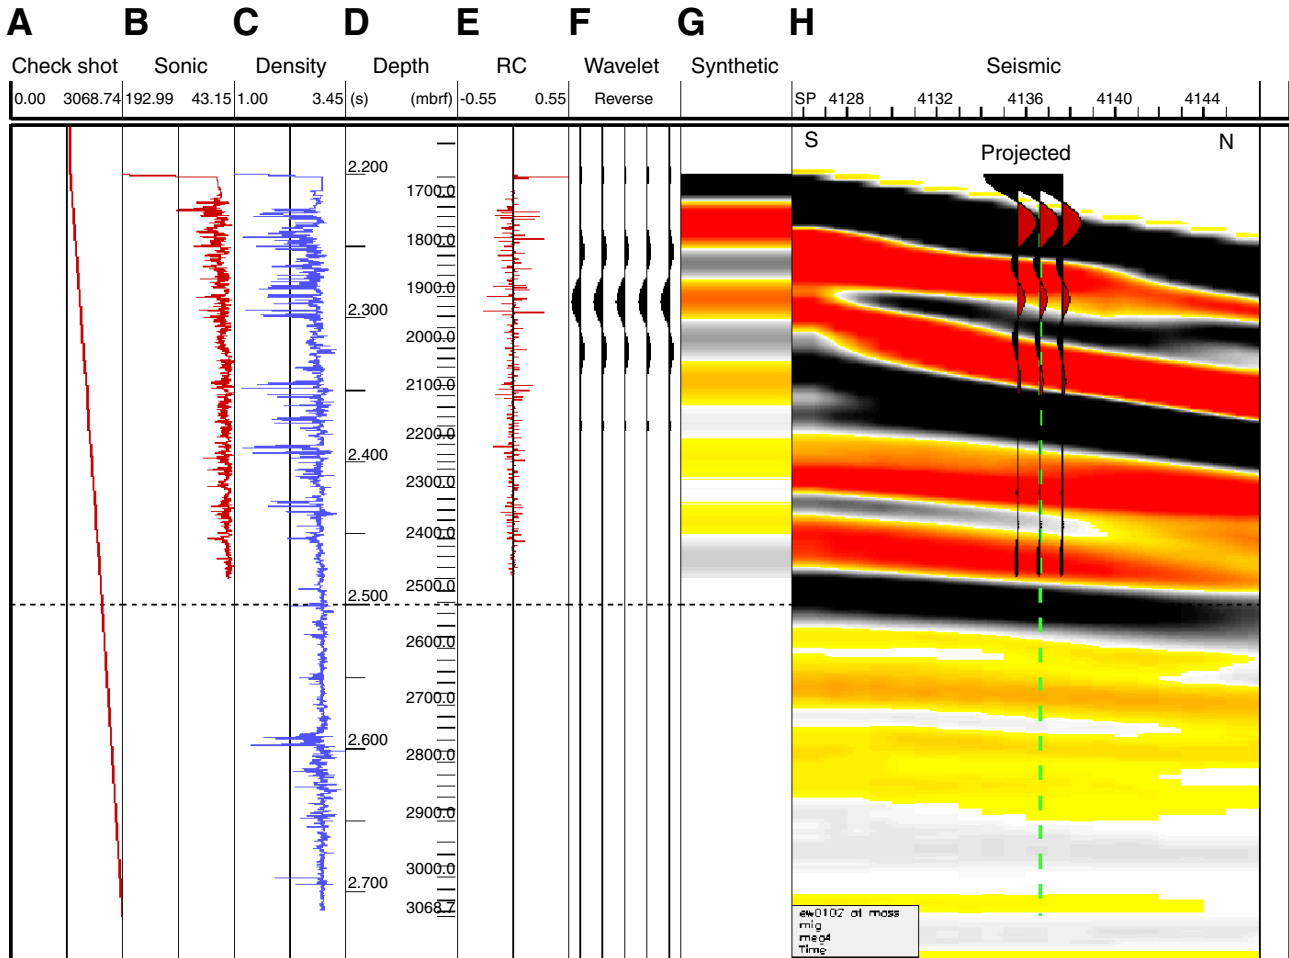 A B C D E F G H
Check shot Sonic Density Depth RC Wavelet Synthetic Seismic
0.00 3068.74 192.99 43.15 1.00 3.45 (s) (mbrf) -0.55 0.55 Reverse SP 4128 4132 4136 4140 4144
S N
Projected
2.200
1700.0
1800.0
1900.0
2.300
2000.0
2100.0
2200.0
2.400
2300.0
2400.0
2500.0
2.500
2600.0
2700.0
2.600
2800.0
2900.0
3000.0
2.700
3068.7
ew0102 at moss
mig
meg4
Time